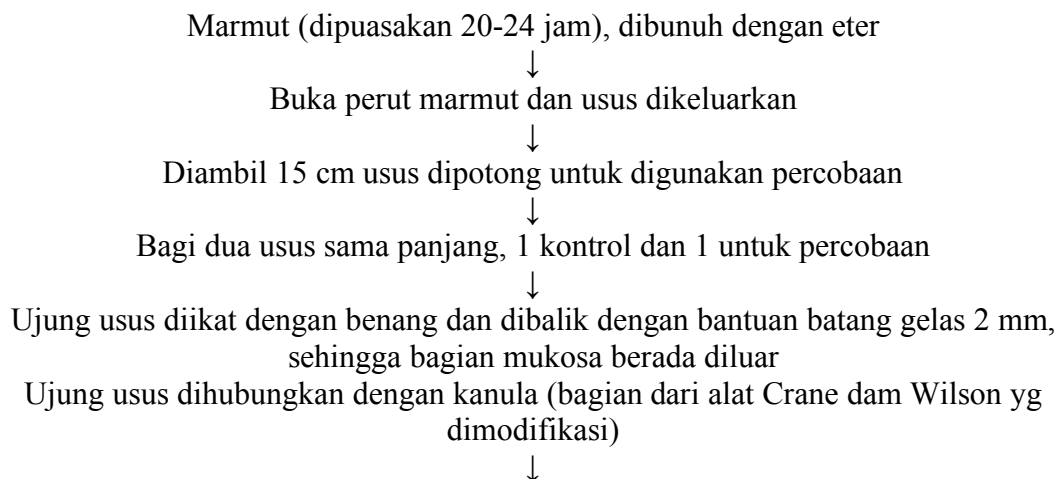 Marmut (dipuasakan 20-24 jam), dibunuh dengan eter
↓
Buka perut marmut dan usus dikeluarkan
↓
Diambil 15 cm usus dipotong untuk digunakan percobaan
↓
Bagi dua usus sama panjang, 1 kontrol dan 1 untuk percobaan
↓
Ujung usus diikat dengan benang dan dibalik dengan bantuan batang gelas 2 mm,
sehingga bagian mukosa berada diluar
Ujung usus dihubungkan dengan kanula (bagian dari alat Crane dam Wilson yg
dimodifikasi)
↓